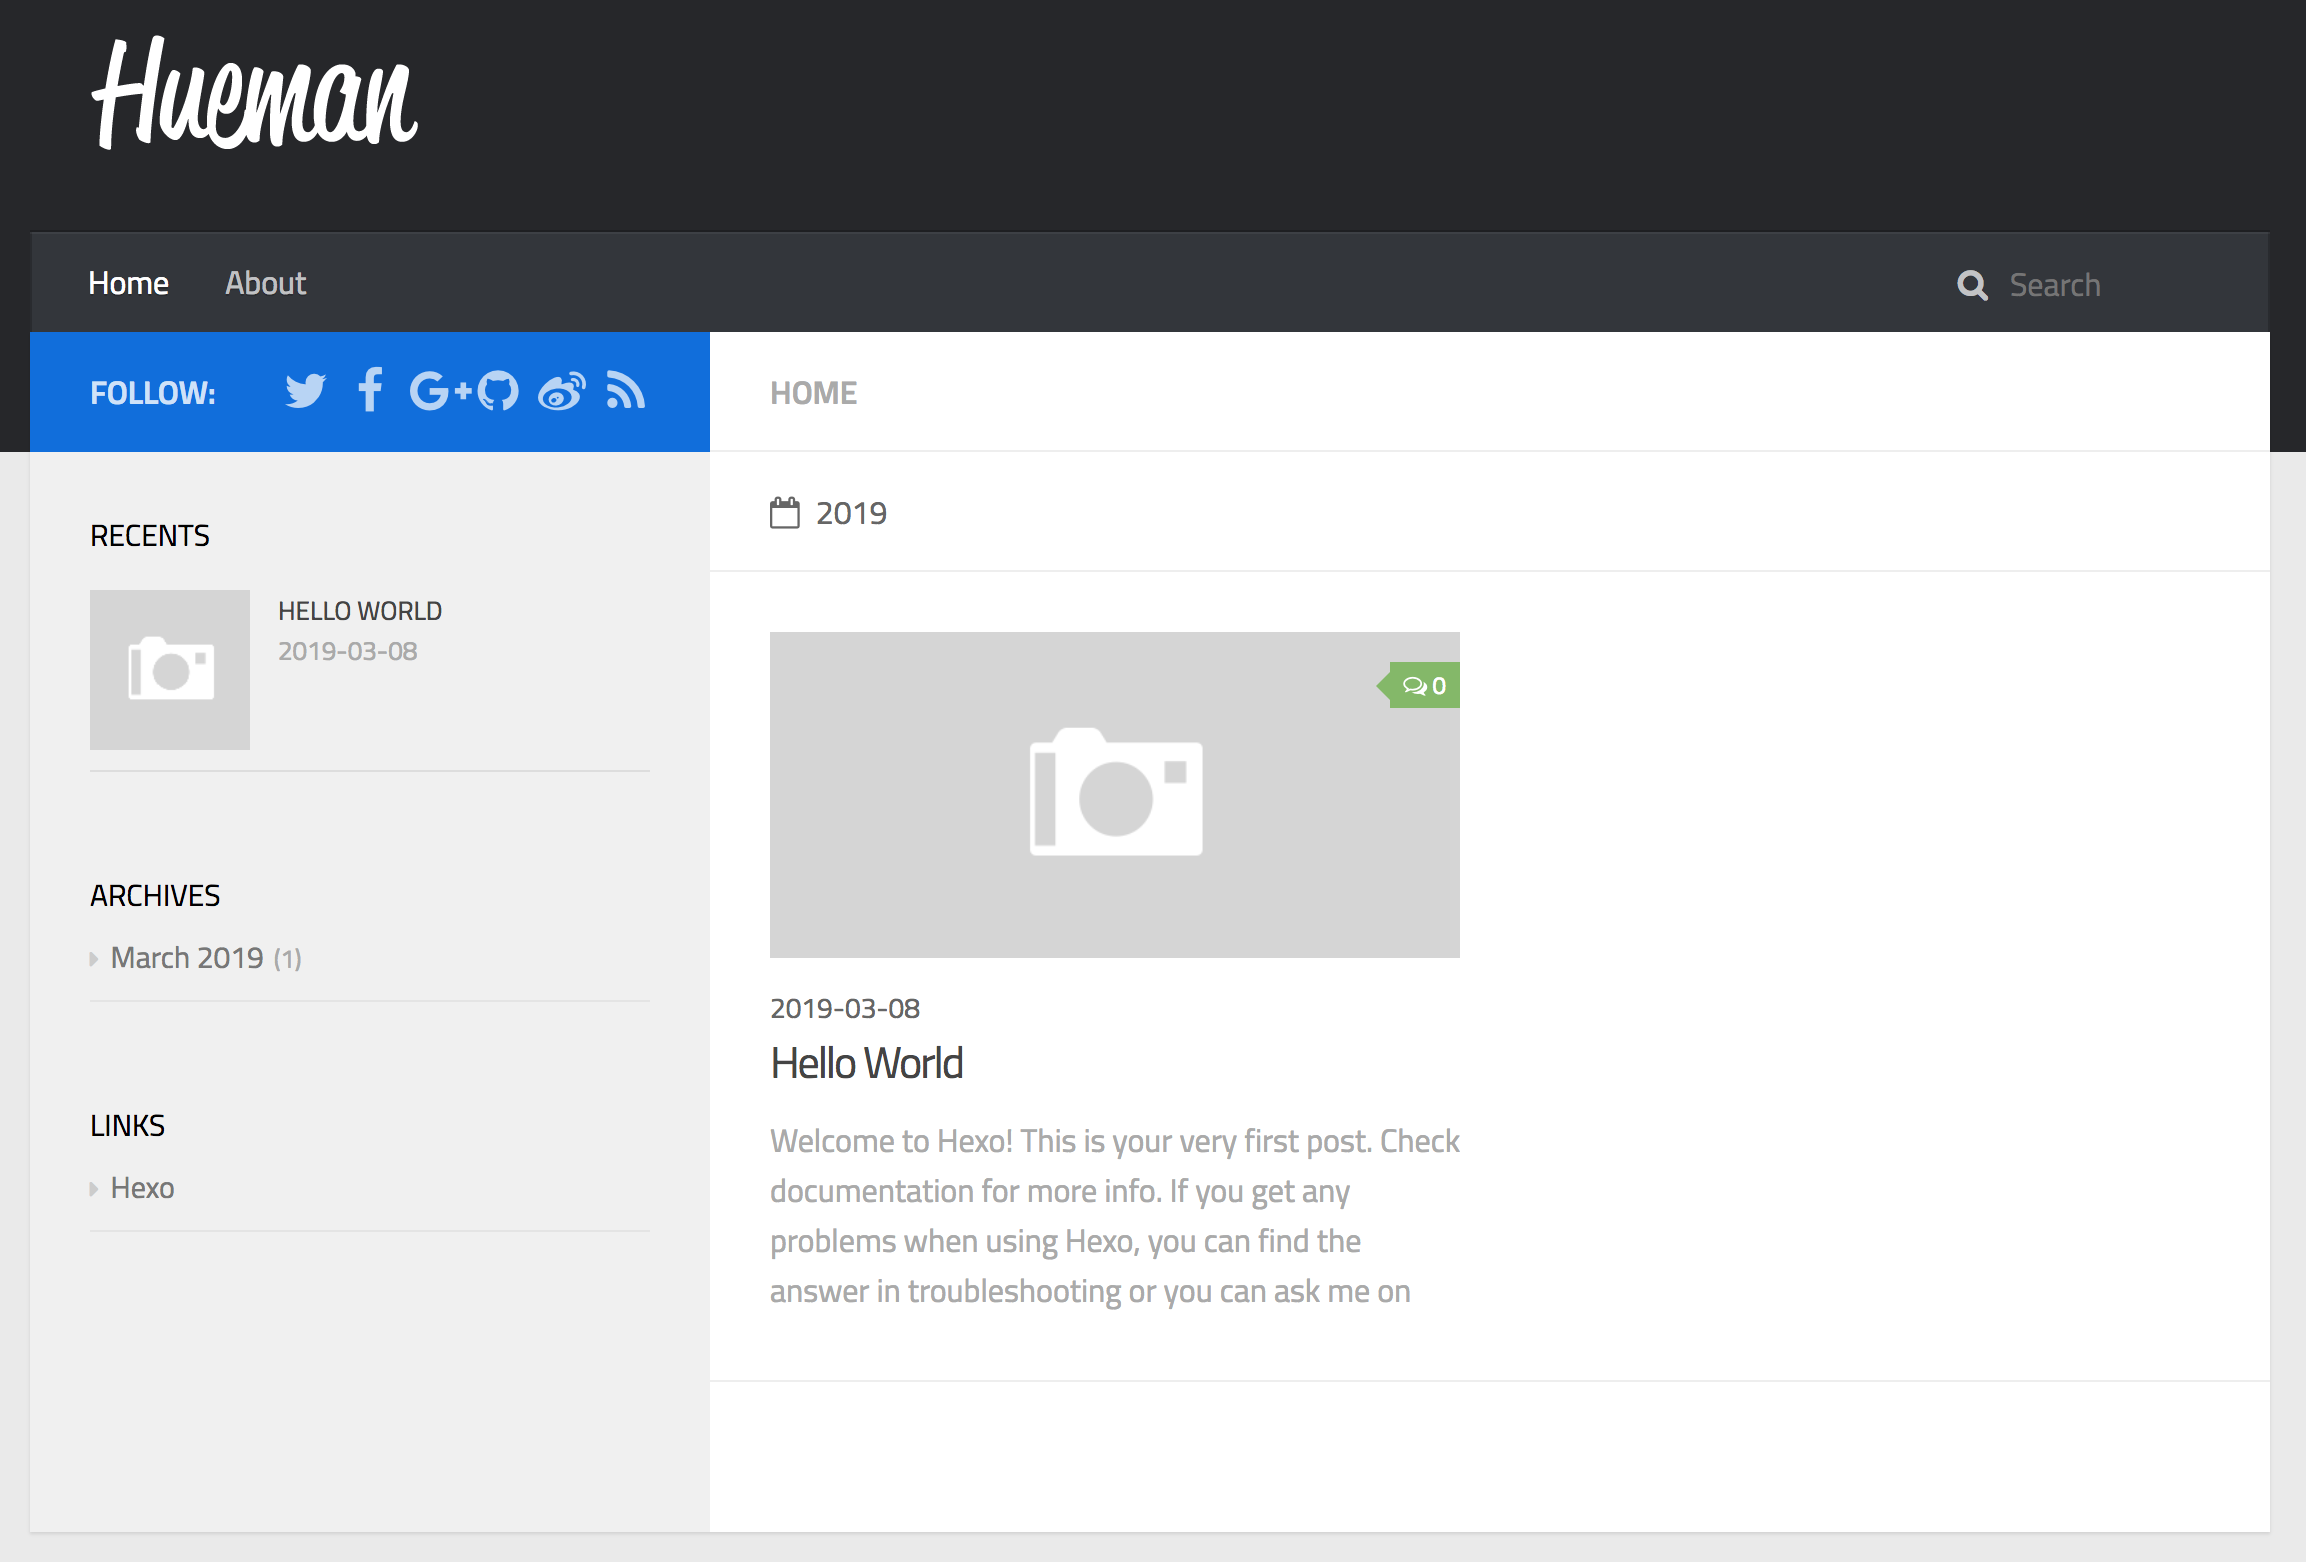 Hueman
Home About Search
FOLLOW:
HOME
RECENTS
HELLO WORLD
2019-03-08
ARCHIVES
March 2019 (1)
LINKS
Hexo
2019
0
2019-03-08
Hello World
Welcome to Hexo! This is your very first post. Check
documentation for more info. If you get any
problems when using Hexo, you can find the
answer in troubleshooting or you can ask me on